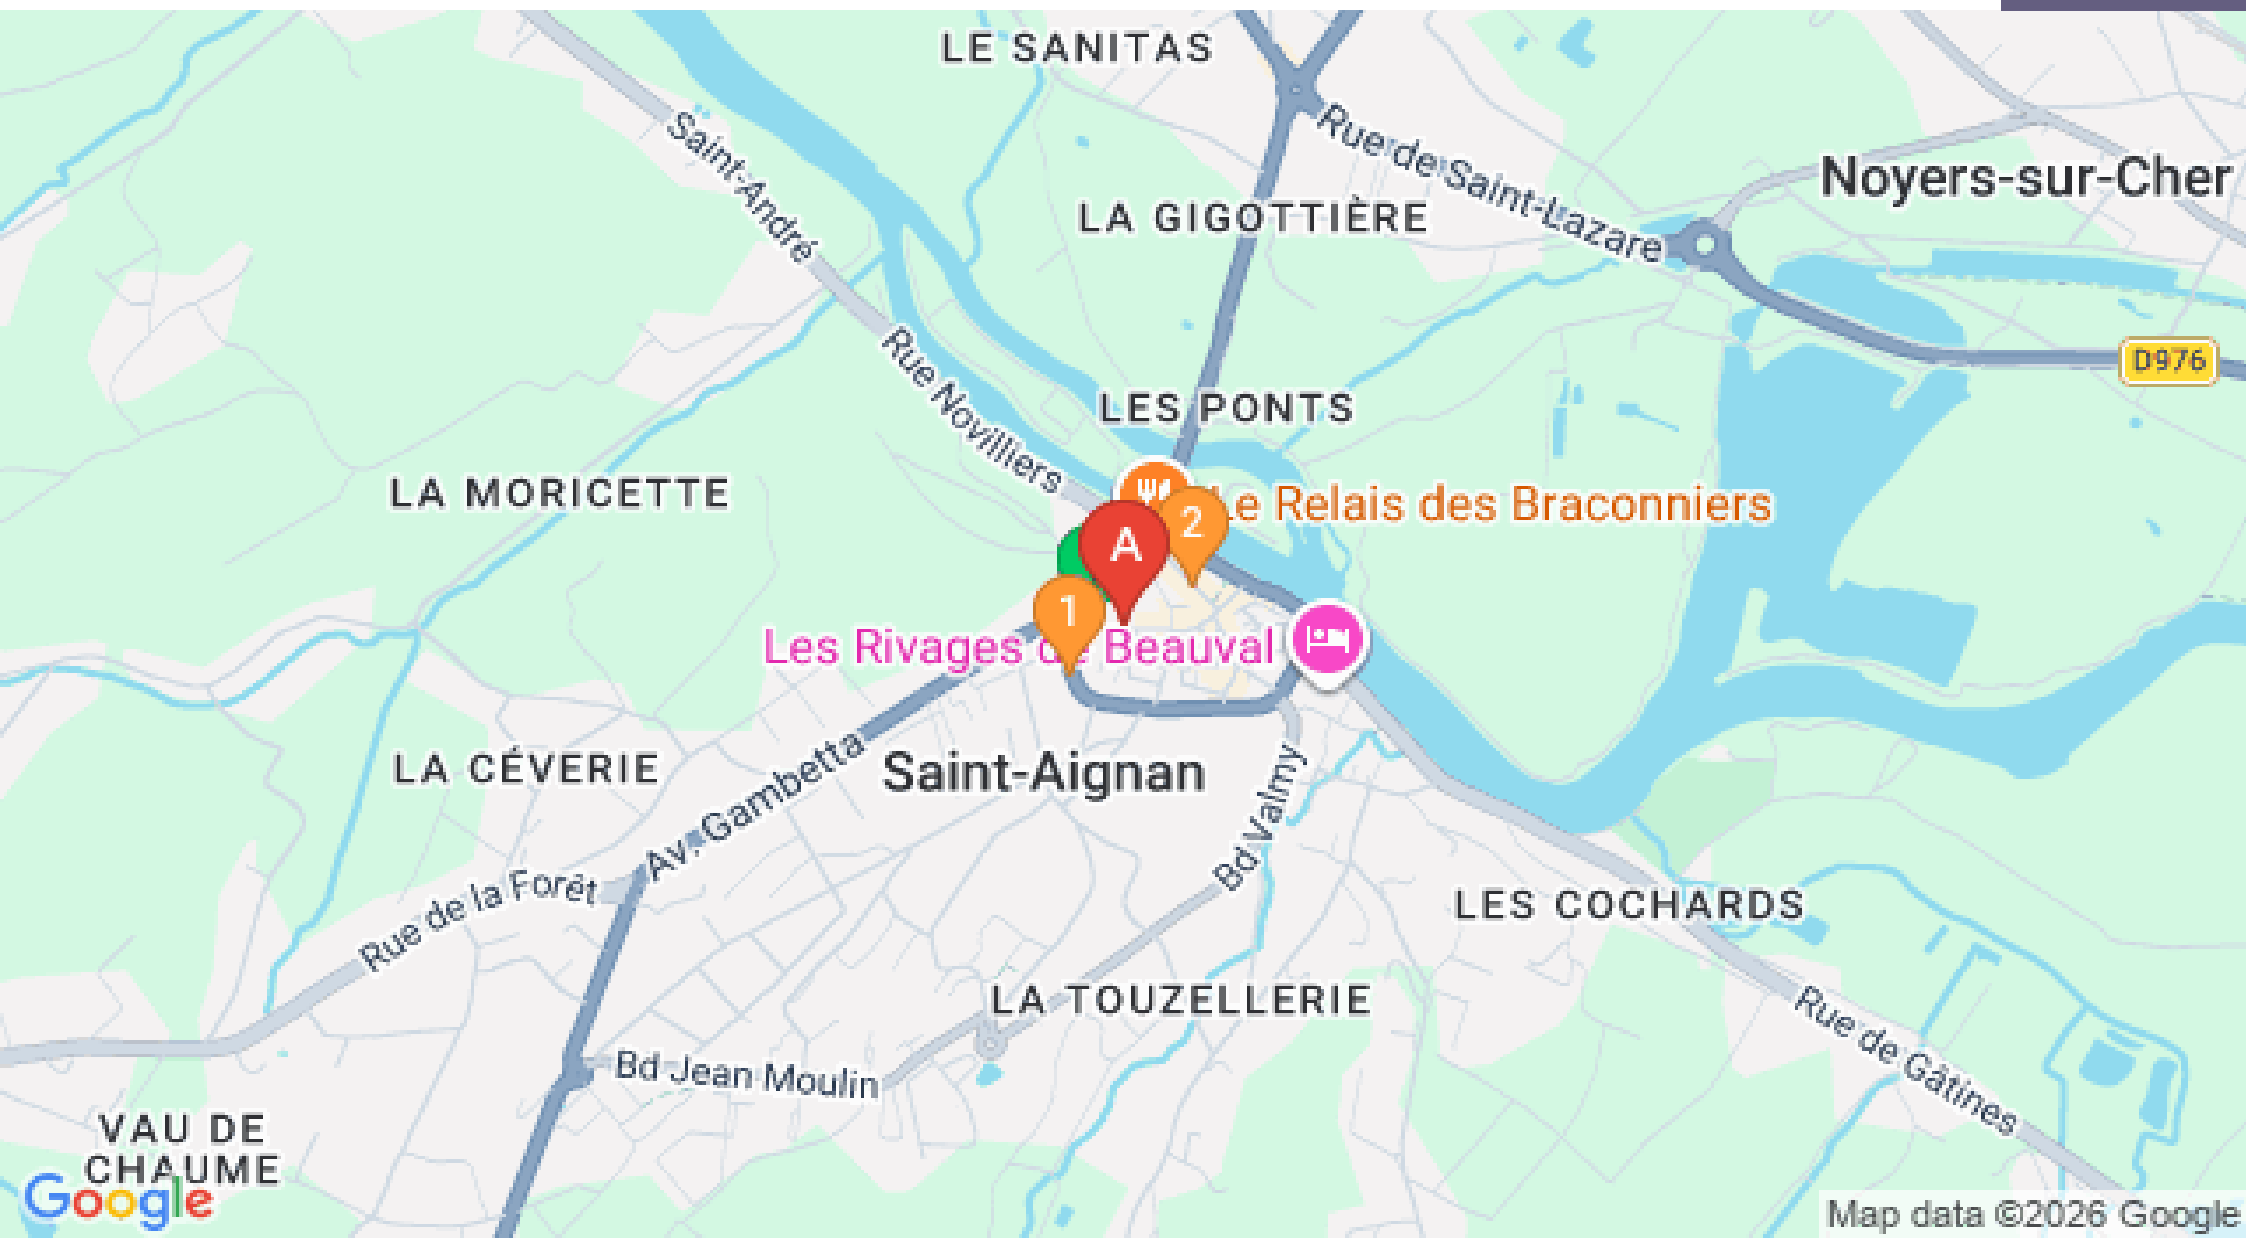 LE SANITAS
Saint-André
Rue de Saint-Lazare
Noyers-sur-Cher
LA GIGOTTIÈRE
D976
Rue Novilliers
LES PONTS
LA MORICETTE
Le Relais des Braconniers
2
A
1
Les Rivages de Beauval
LA CÉVERIE
Saint-Aignan
Av. Gambetta
Bd Valmy
Rue de la Forêt
LES COCHARDS
LA TOUZELLERIE
Rue de Gâtines
Bd Jean Moulin
VAU DE
CHAUME
Google
Map data ©2026 Google